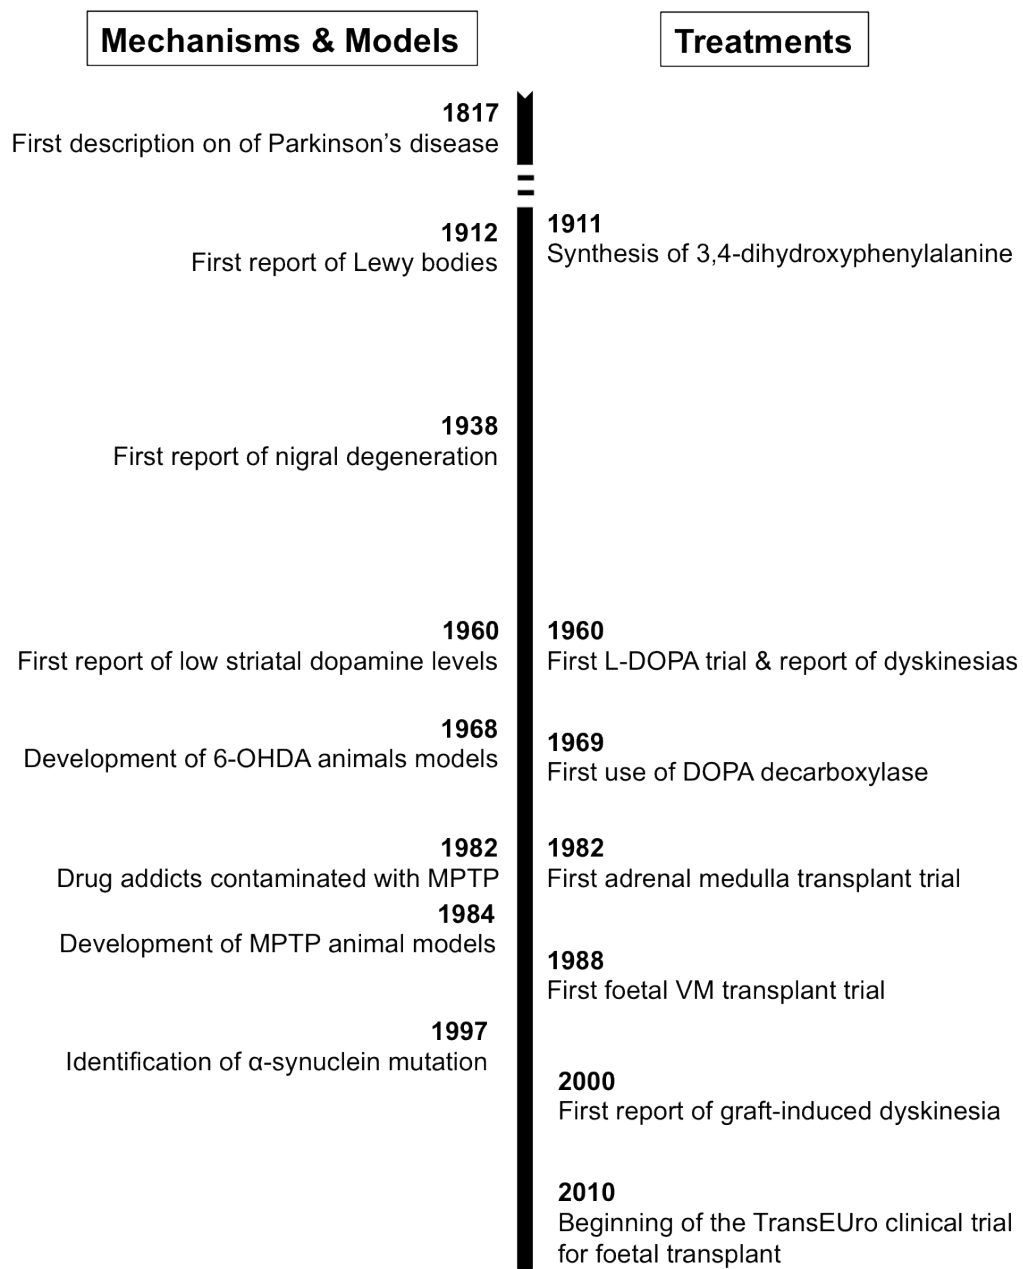 Mechanisms & Models
Treatments
1817
First description on of Parkinson’s disease
1912
First report of Lewy bodies
1911
Synthesis of 3,4-dihydroxyphenylalanine
1938
First report of nigral degeneration
1960
First report of low striatal dopamine levels
1960
First L-DOPA trial & report of dyskinesias
1968
Development of 6-OHDA animals models
1969
First use of DOPA decarboxylase
1982
Drug addicts contaminated with MPTP
1982
First adrenal medulla transplant trial
1984
Development of MPTP animal models
1988
First foetal VM transplant trial
1997
Identification of α-synuclein mutation
2000
First report of graft-induced dyskinesia
2010
Beginning of the TransEUro clinical trial
for foetal transplant